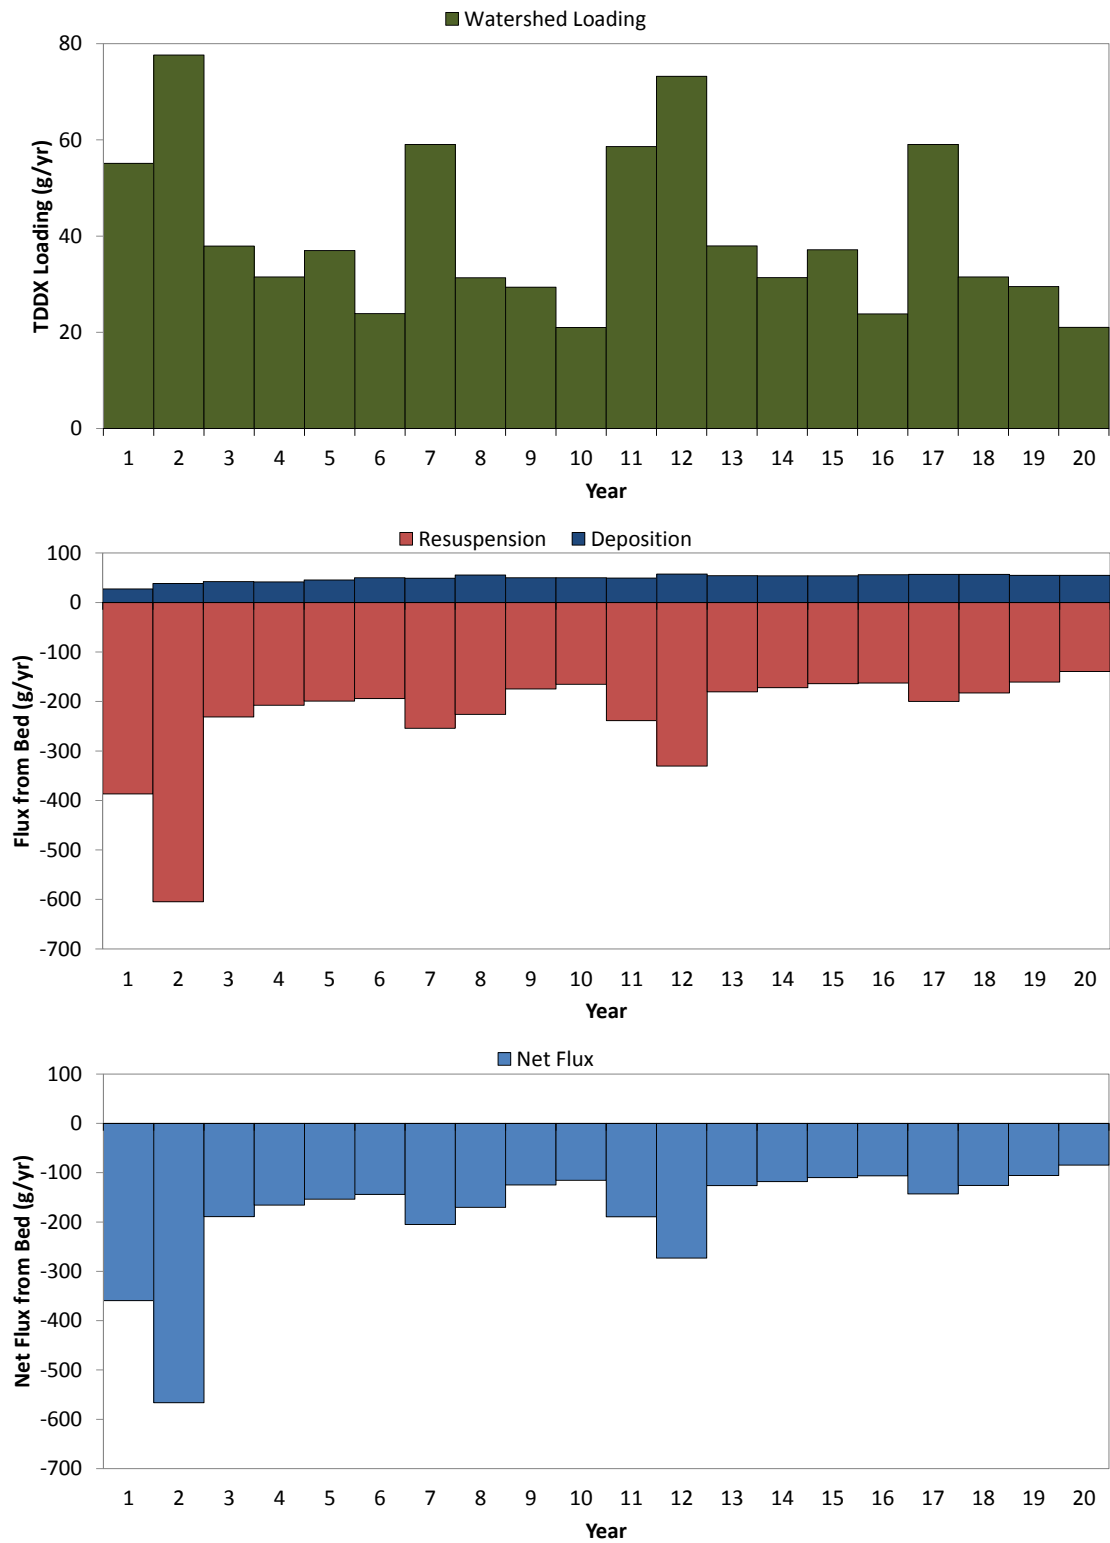 Watershed Loading
80
60
40
20
0
TDDX Loading (g/yr)
1 2 3 4 5 6 7 8 9 10 11 12 13 14 15 16 17 18 19 20
Year
Resuspension Deposition
100
0
-100
-200
-300
-400
-500
-600
-700
Flux from Bed (g/yr)
1 2 3 4 5 6 7 8 9 10 11 12 13 14 15 16 17 18 19 20
Year
Net Flux
100
0
-100
-200
-300
-400
-500
-600
-700
Net Flux from Bed (g/yr)
1 2 3 4 5 6 7 8 9 10 11 12 13 14 15 16 17 18 19 20
Year